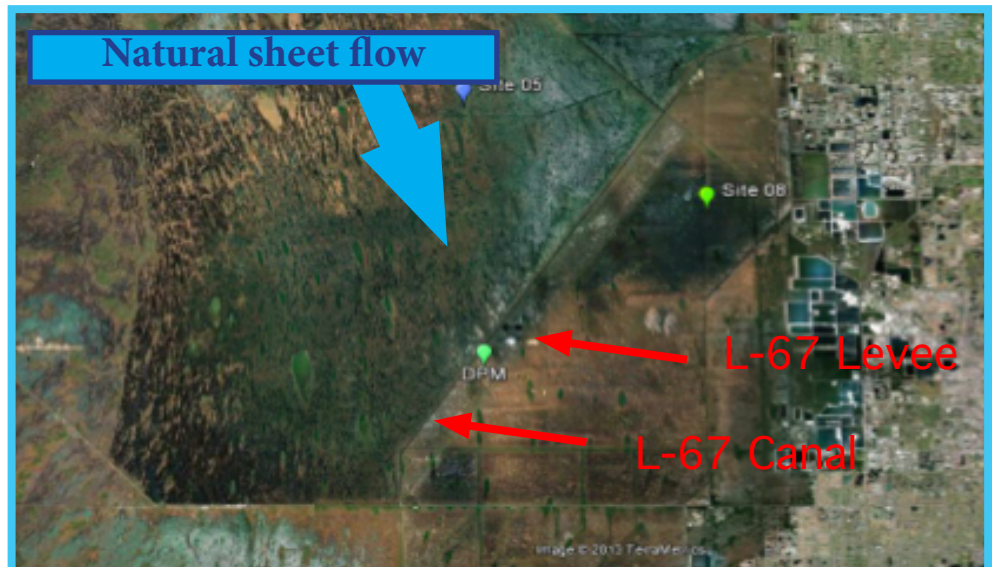 Natural sheet flow
Site 05
Site 08
L-67 Levee
DPM
L-67 Canal
Image © 2013 TerraMetrics